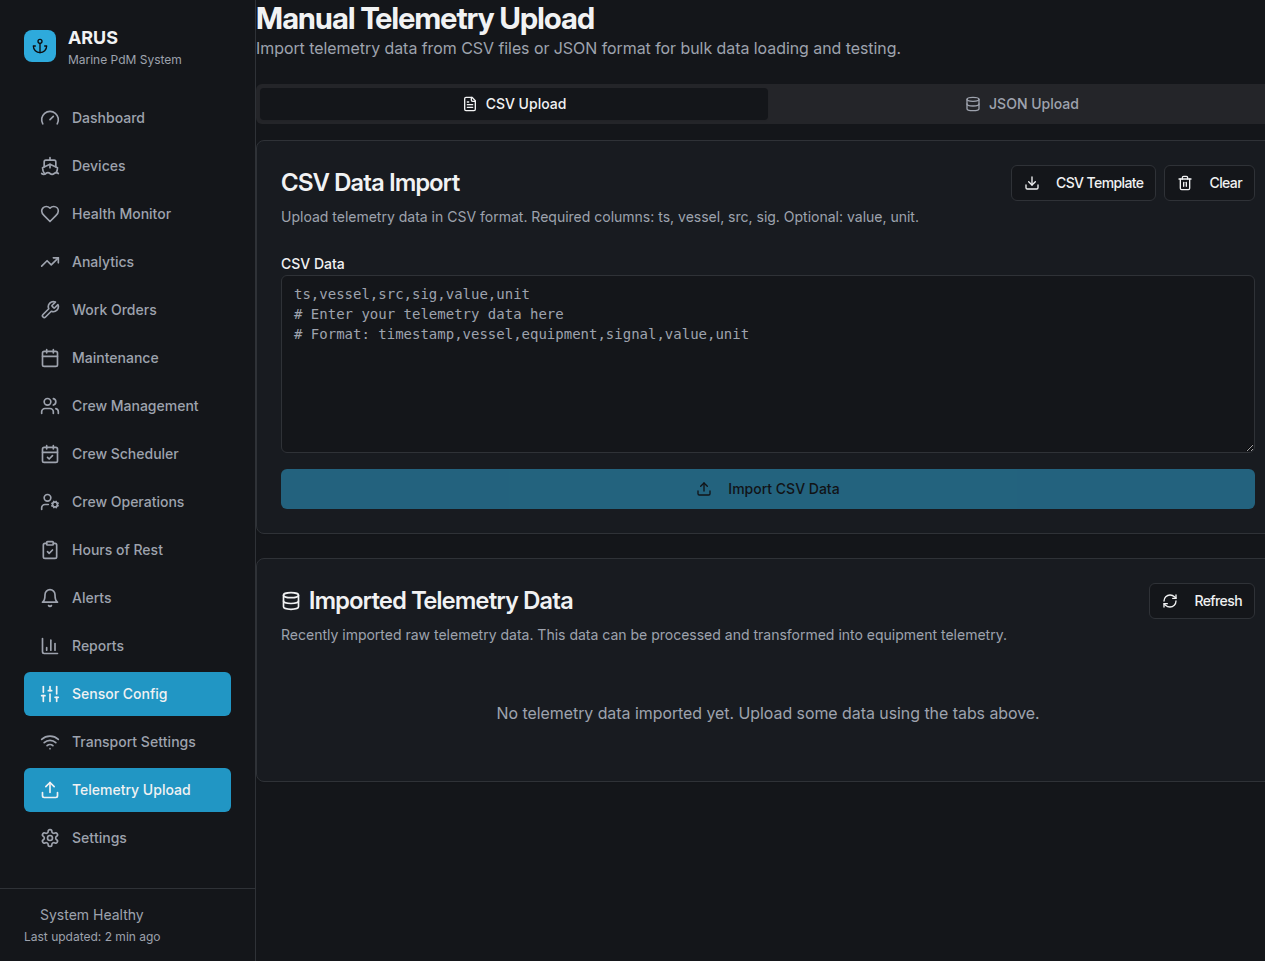 ARUS
Marine PdM System
Dashboard
Devices
Health Monitor
Analytics
Work Orders
Maintenance
Crew Management
Crew Scheduler
Crew Operations
Hours of Rest
Alerts
Reports
Sensor Config
Transport Settings
Telemetry Upload
Settings
System Healthy
Last updated: 2 min ago
Manual Telemetry Upload
Import telemetry data from CSV files or JSON format for bulk data loading and testing.
CSV Upload
JSON Upload
CSV Data Import
CSV Template
Clear
Upload telemetry data in CSV format. Required columns: ts, vessel, src, sig. Optional: value, unit.
CSV Data
ts,vessel,src,sig,value,unit
# Enter your telemetry data here
# Format: timestamp,vessel,equipment,signal,value,unit
Import CSV Data
Imported Telemetry Data
Refresh
Recently imported raw telemetry data. This data can be processed and transformed into equipment telemetry.
No telemetry data imported yet. Upload some data using the tabs above.